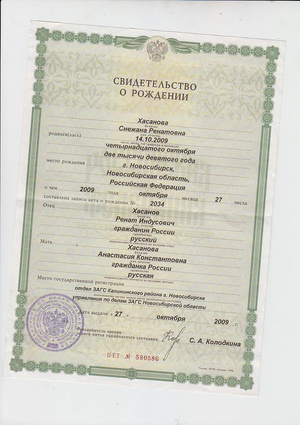 СВИДЕТЕЛЬСТВО
О РОЖДЕНИИ
Хасанова
Снежана Ренатовна
родился(лась) 14.10.2009
четырнадцатого октября
две тысячи девятого года
место рождения г. Новосибирск,
Новосибирская область,
Российская Федерация
о чем 2009 года октября месяца 27 числа
составлена запись акта о рождении № 2034
Отец Хасанов
Ренат Индусович
гражданин России
русский
Мать Хасанова
Анастасия Константовна
гражданка России
русская
Место государственной регистрации
отдел ЗАГС Калининского района г. Новосибирска
управления по делам ЗАГС Новосибирской области
Дата выдачи 27 октября 2009 г.
С. А. Колодкина
№ 580586